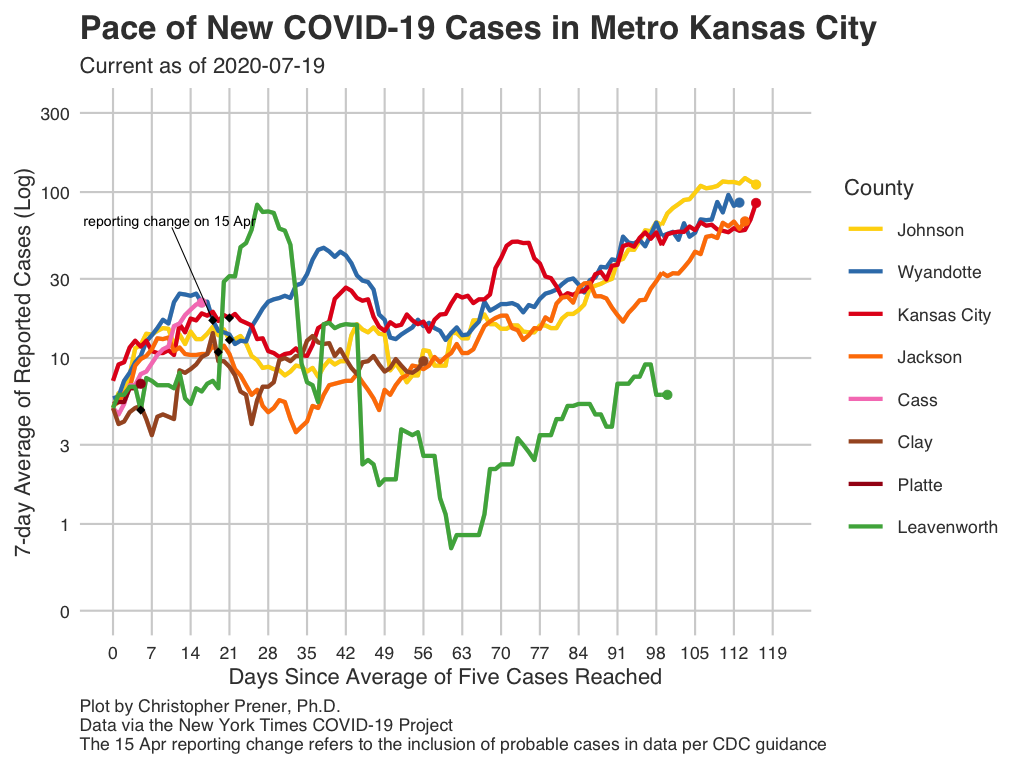 Pace of New COVID-19 Cases in Metro Kansas City
Current as of 2020-07-19
7-day Average of Reported Cases (Log)
300
100
30
10
3
1
0
reporting change on 15 Apr
0 7 14 21 28 35 42 49 56 63 70 77 84 91 98 105 112 119
Days Since Average of Five Cases Reached
County
Johnson
Wyandotte
Kansas City
Jackson
Cass
Clay
Platte
Leavenworth
Plot by Christopher Prener, Ph.D.
Data via the New York Times COVID-19 Project
The 15 Apr reporting change refers to the inclusion of probable cases in data per CDC guidance